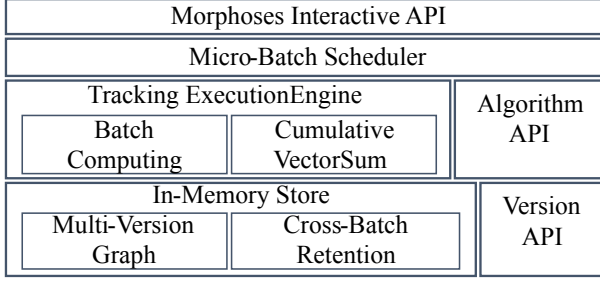 Morphoses Interactive API
Micro-Batch Scheduler
Tracking ExecutionEngine
Batch
Computing
Cumulative
VectorSum
Algorithm
API
In-Memory Store
Multi-Version
Graph
Cross-Batch
Retention
Version
API